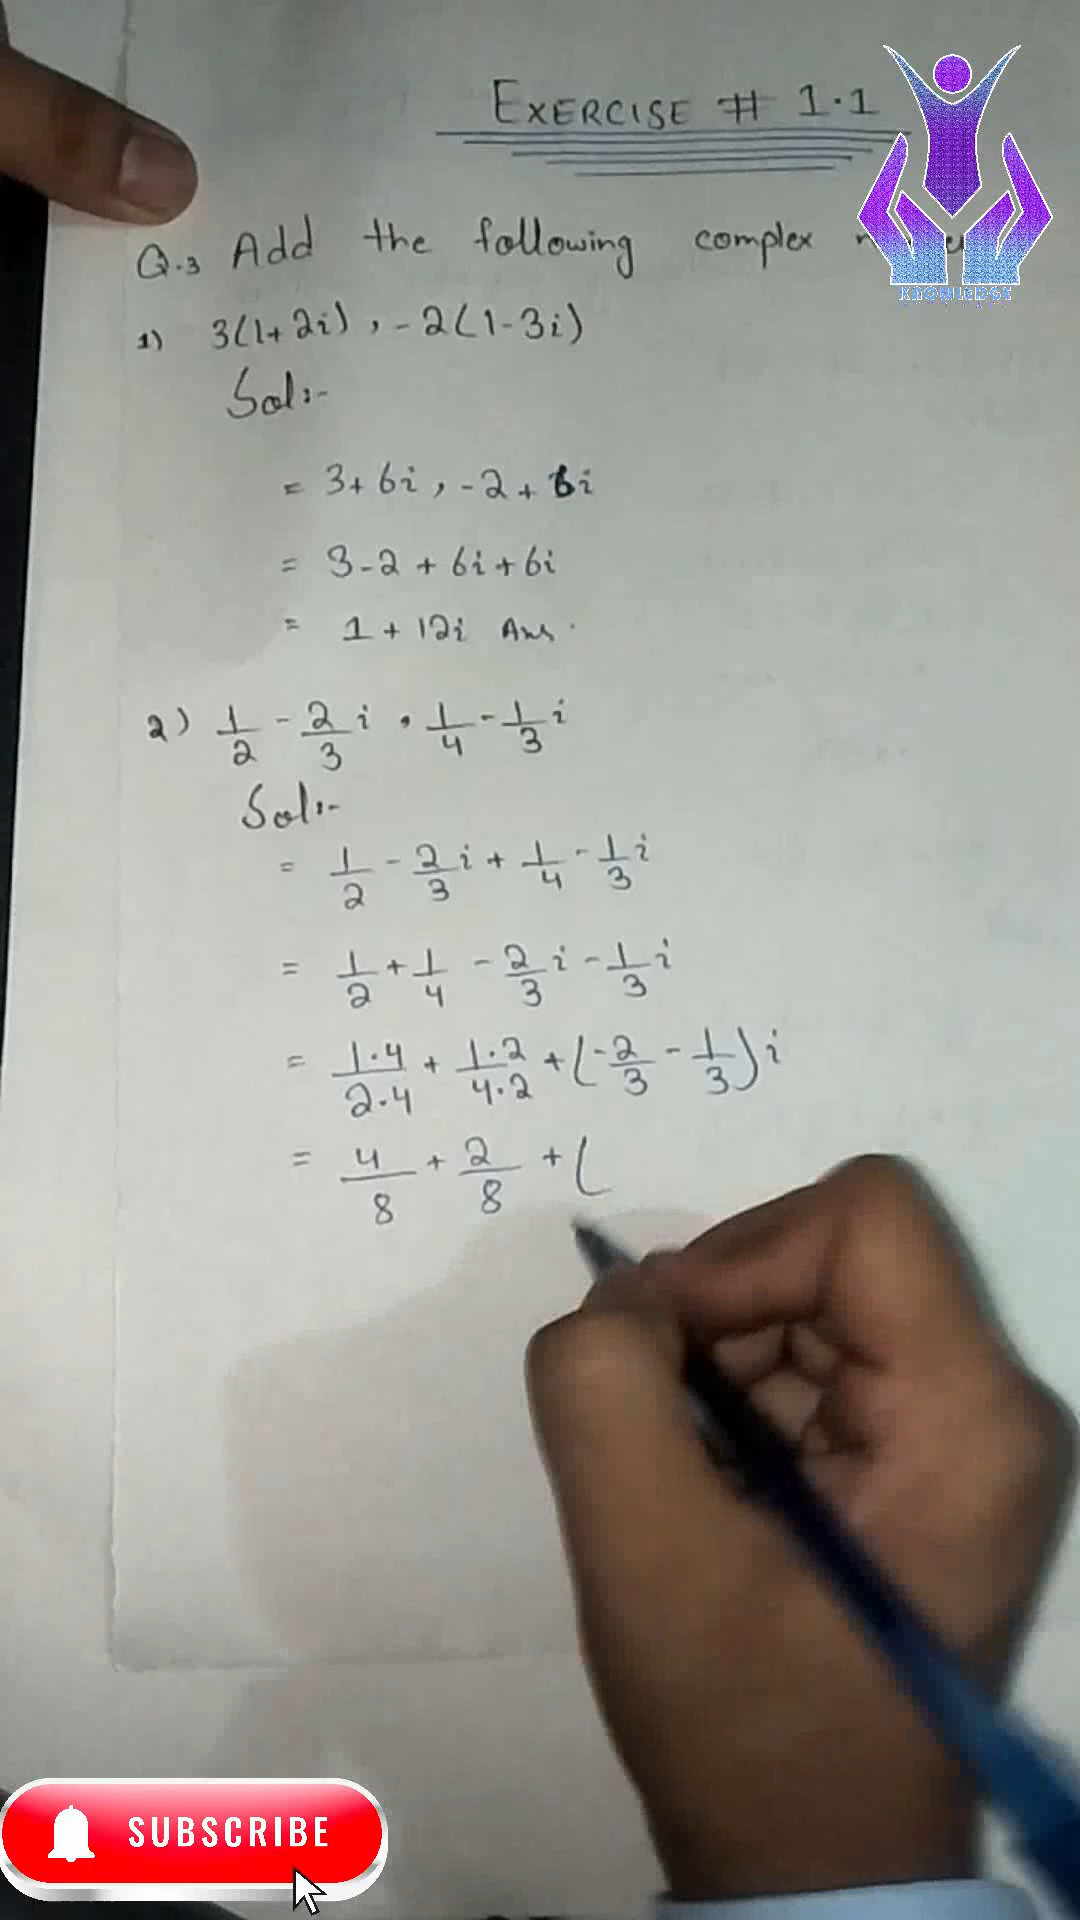 EXERCISE # 1.1
Q.3 Add the following complex
1) 3(1+2i), -2(1-3i)
Sol:-
= 3+6i, -2+6i
= 3-2+6i+6i
= 1+12i Ans.
2) 1/2 - 2/3 i , 1/4 - 1/3 i
Sol:-
= 1/2 - 2/3 i + 1/4 - 1/3 i
= 1/2 + 1/4 - 2/3 i - 1/3 i
= 1.4/2.4 + 1.2/4.2 + (-2/3 - 1/3) i
= 4/8 + 2/8 + (
KNOWLEDGE
SUBSCRIBE